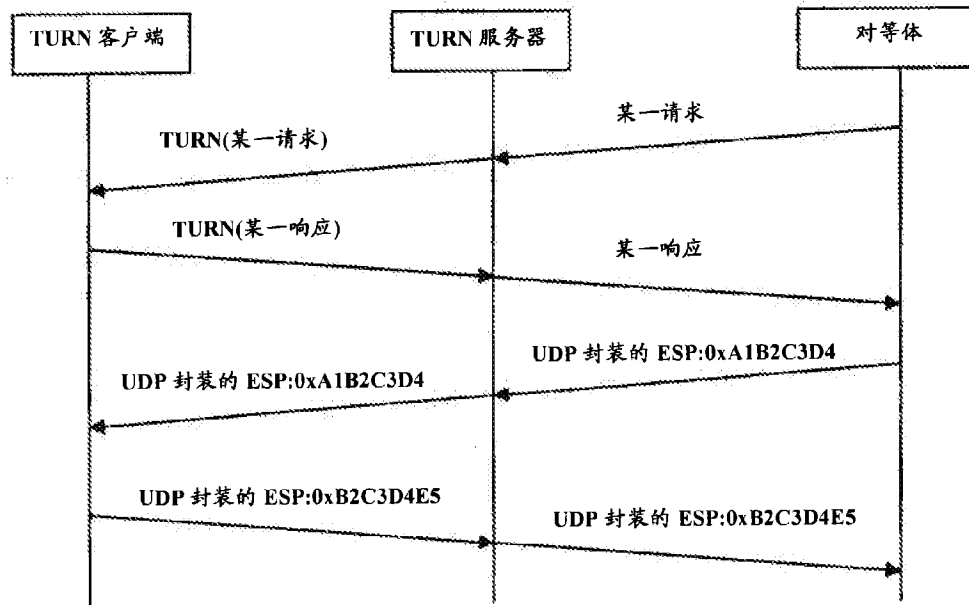 TURN 客户端
TURN 服务器
对等体
某一请求
TURN(某一请求)
TURN(某一响应)
某一响应
UDP 封装的 ESP:0xA1B2C3D4
UDP 封装的 ESP:0xA1B2C3D4
UDP 封装的 ESP:0xB2C3D4E5
UDP 封装的 ESP:0xB2C3D4E5